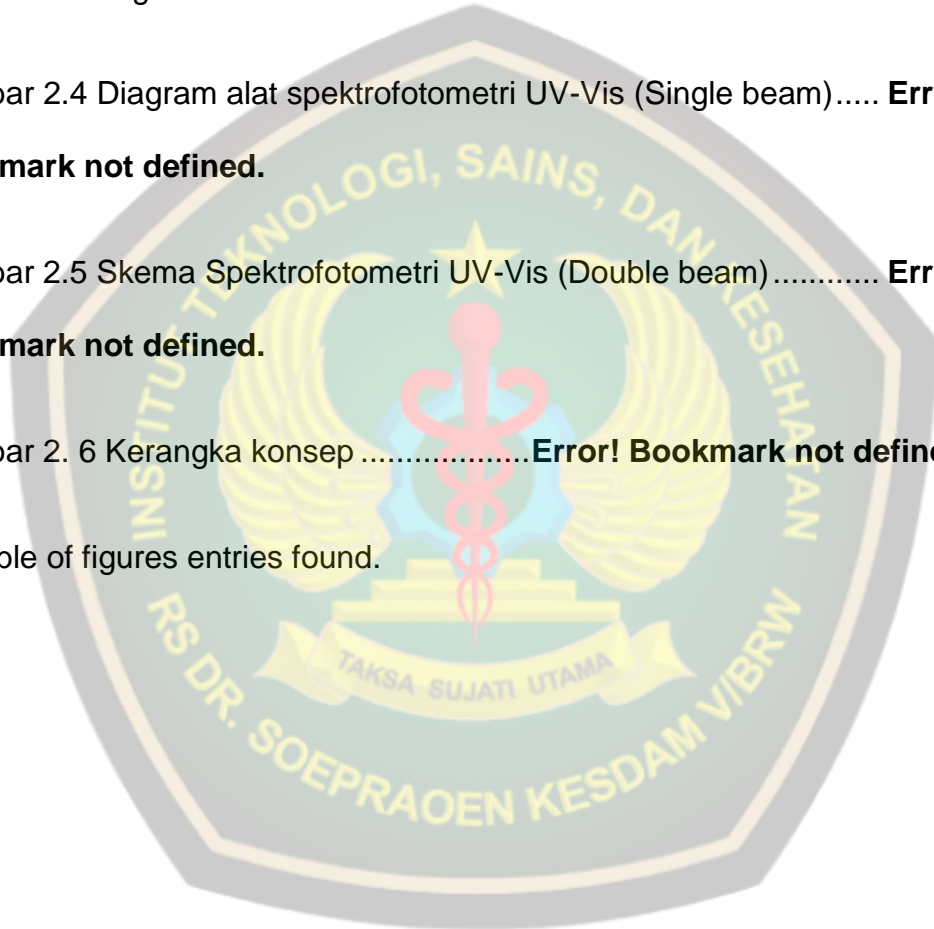 bar 2.4 Diagram alat spektrofotometri UV-Vis (Single beam)..... Err
mark not defined.
bar 2.5 Skema Spektrofotometri UV-Vis (Double beam)............ Err
mark not defined.
bar 2. 6 Kerangka konsep...................Error! Bookmark not define
ble of figures entries found.
INSTITUT TEKNOLOGI, SAINS, DAN KESEHATAN
TAKSA SUJATI UTAMA
RS DR. SOEPRAOEN KESDAM V/BRW